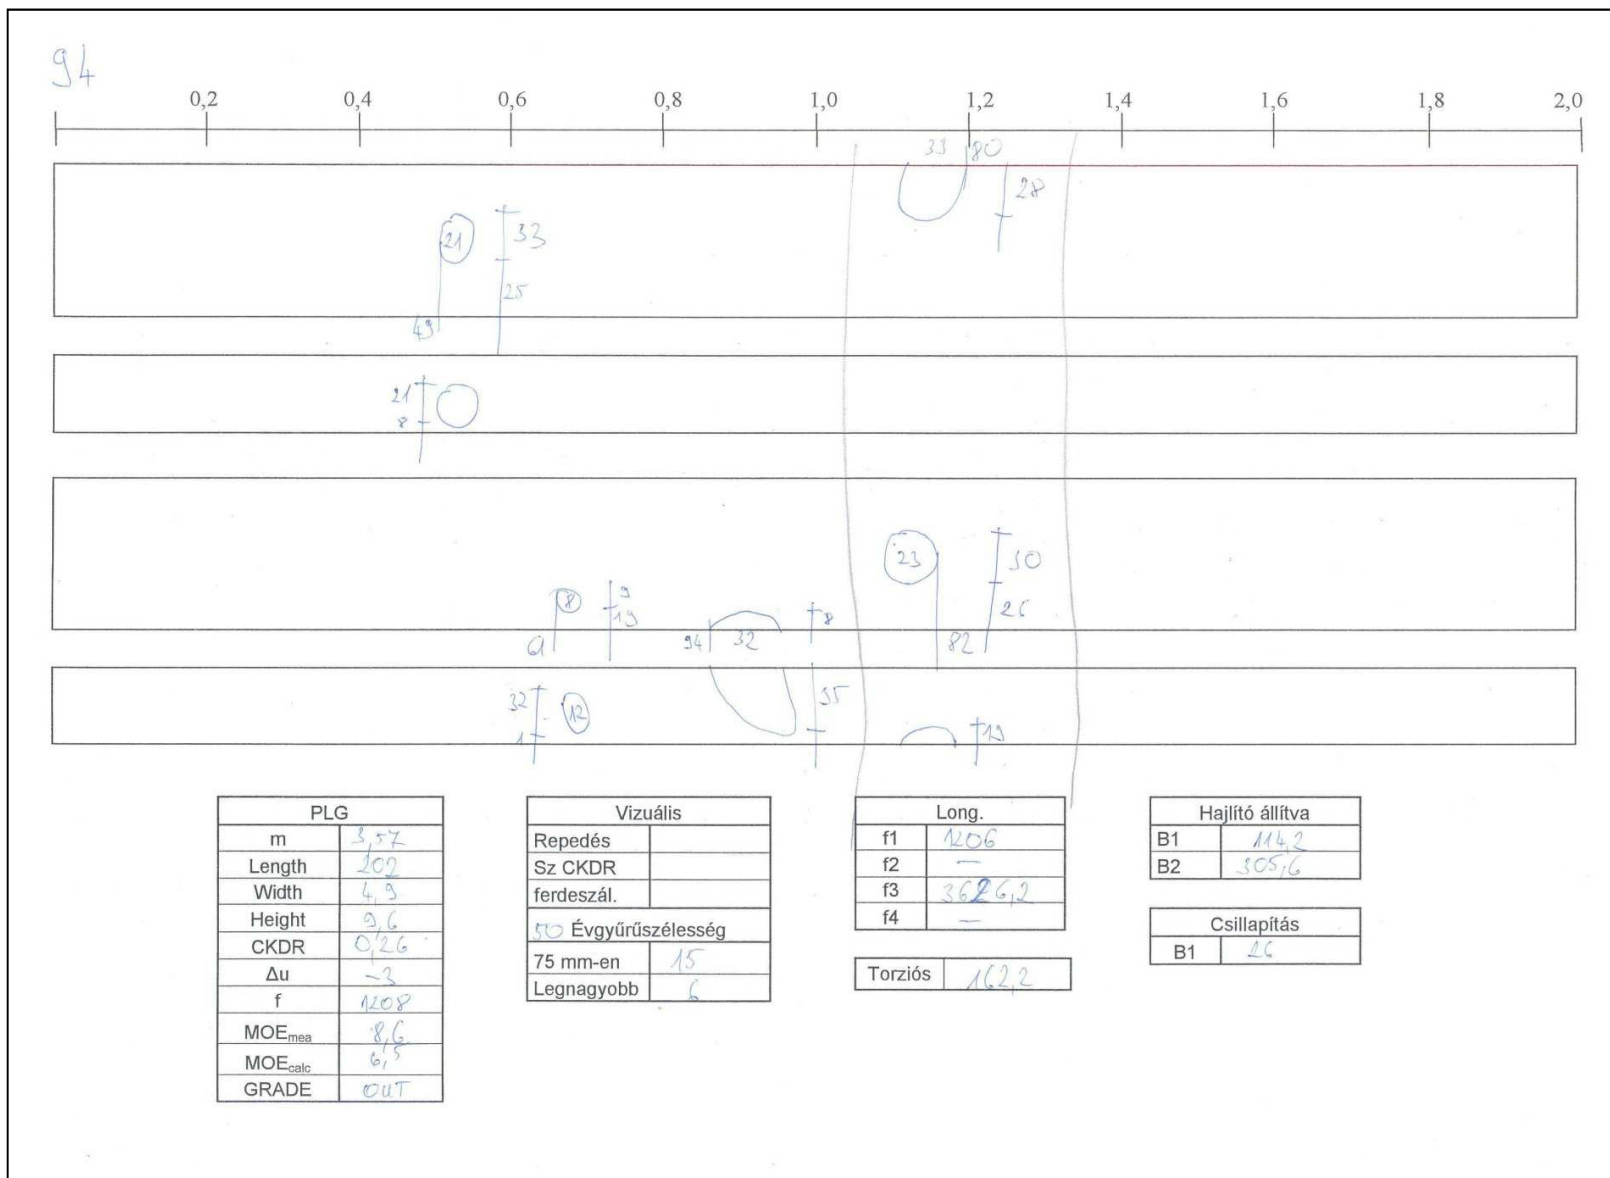 94
0,2 0,4 0,6 0,8 1,0 1,2 1,4 1,6 1,8 2,0
33 80
28
21 33
25
49
21
8
23 30
8 9
19 8 26
61 94 32 82
32 12 35
1 19
PLG
m 3,57
Length 202
Width 4,9
Height 9,6
CKDR 0,26
Δu -3
f 1208
MOEmea 8,6
MOEcalc 6,5
GRADE OUT
Vizuális
Repedés
Sz CKDR
ferdeszál.
50 Évgyűrűszélesség
75 mm-en 15
Legnagyobb 6
Long.
f1 1206
f2 —
f3 3626,2
f4 —
Torziós 162,2
Hajlító állítva
B1 114,2
B2 305,6
Csillapítás
B1 26